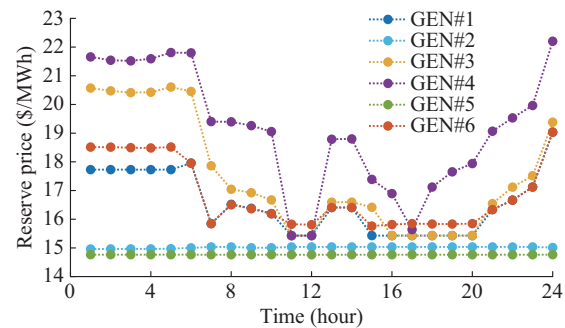 23
22
21
20
19
18
17
16
15
14
Reserve price ($/MWh)
GEN#1
GEN#2
GEN#3
GEN#4
GEN#5
GEN#6
0 4 8 12 16 20 24
Time (hour)